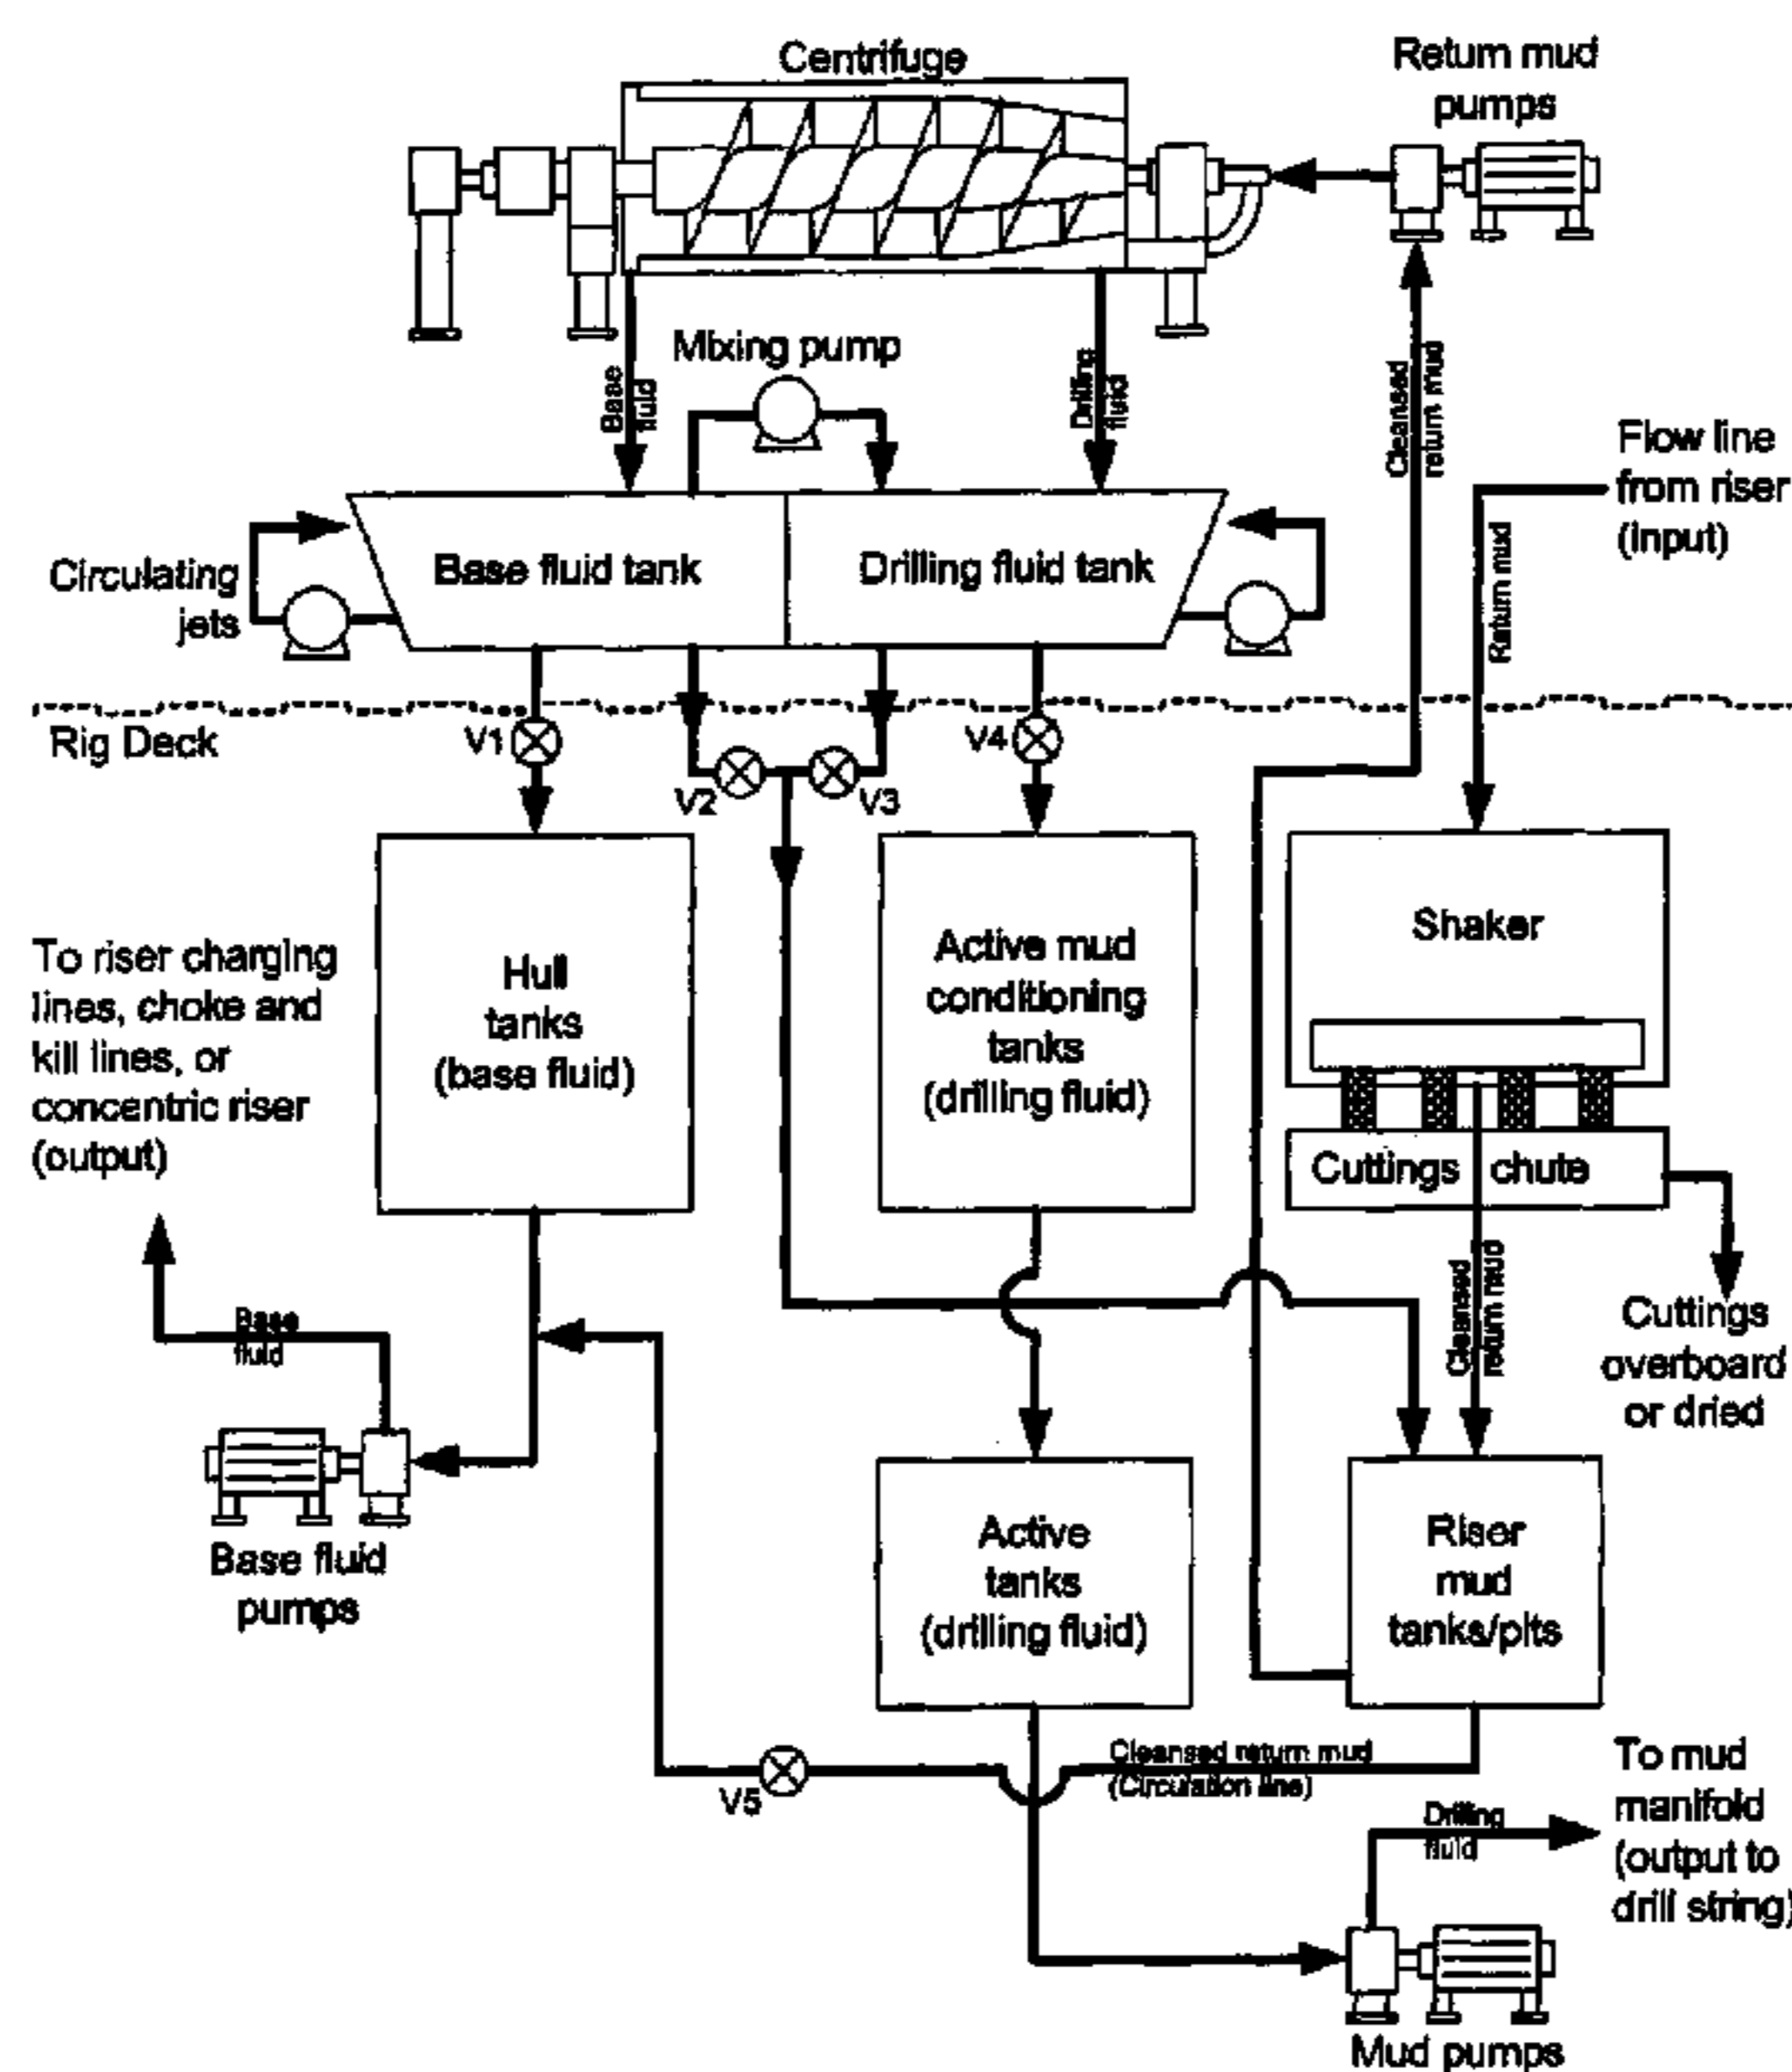 Centrifuge
Return mud
pumps
Mixing pump
Base
fluid
Drilling
fluid
Cleansed
return mud
Flow line
from riser
(input)
Return mud
Circulating
jets
Base fluid tank
Drilling fluid tank
Rig Deck
V1
V2
V3
V4
Hull
tanks
(base fluid)
Active mud
conditioning
tanks
(drilling fluid)
Shaker
Cuttings chute
Cleansed
return mud
Cuttings
overboard
or dried
To riser charging
lines, choke and
kill lines, or
concentric riser
(output)
Base
fluid
Base fluid
pumps
Active
tanks
(drilling fluid)
Riser
mud
tanks/pits
V5
Cleansed return mud
(Circulation line)
To mud
manifold
(output to
drill string)
Drilling
fluid
Mud pumps